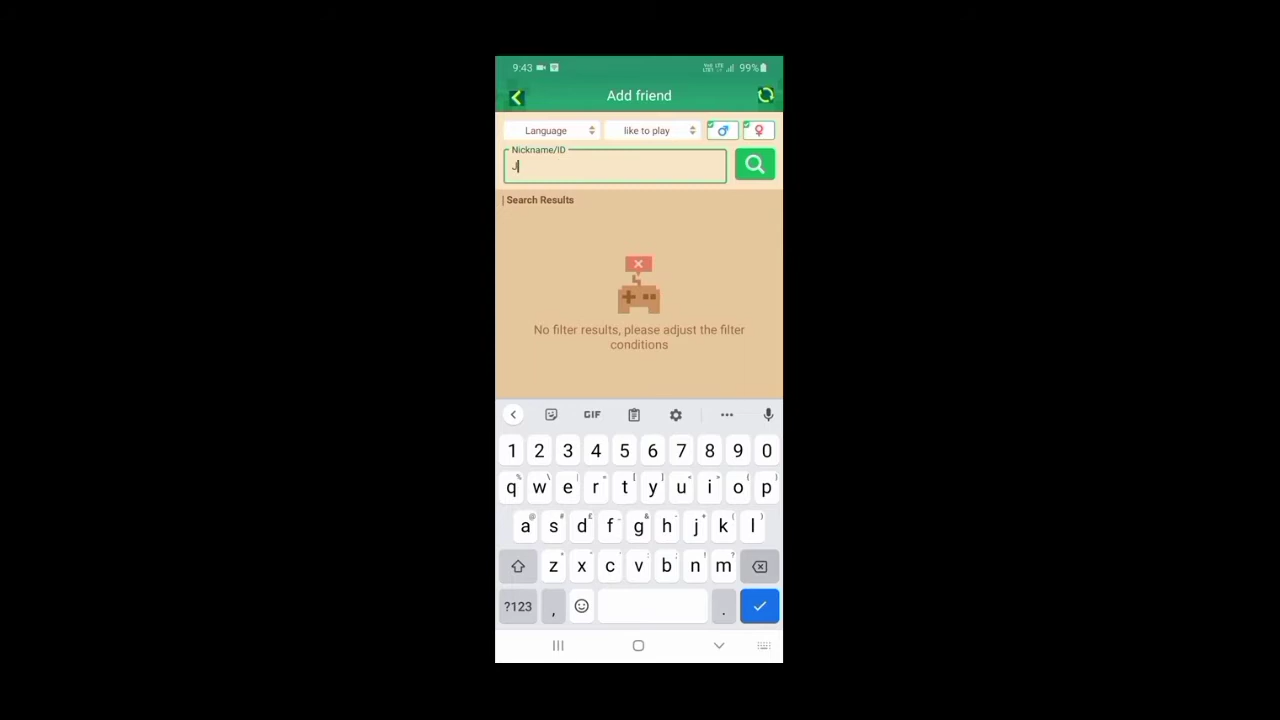 9:43 99%
Add friend
Language like to play
Nickname/ID
J
Search Results
No filter results, please adjust the filter
conditions
GIF
1 2 3 4 5 6 7 8 9 0
q w e r t y u i o p
a s d f g h j k l
z x c v b n m
?123 , .